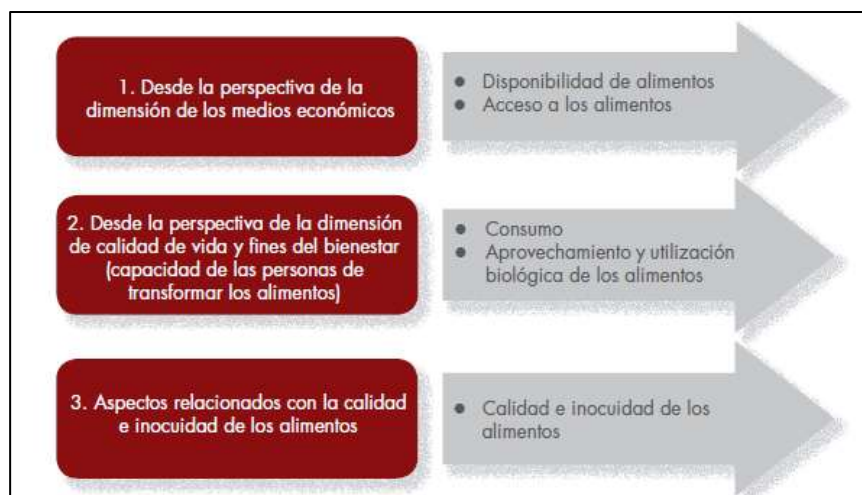 1. Desde la perspectiva de la
dimensión de los medios económicos
● Disponibilidad de alimentos
● Acceso a los alimentos
2. Desde la perspectiva de la dimensión
de calidad de vida y fines del bienestar
(capacidad de las personas de
transformar los alimentos)
● Consumo
● Aprovechamiento y utilización
biológica de los alimentos
3. Aspectos relacionados con la calidad
e inocuidad de los alimentos
● Calidad e inocuidad de los
alimentos